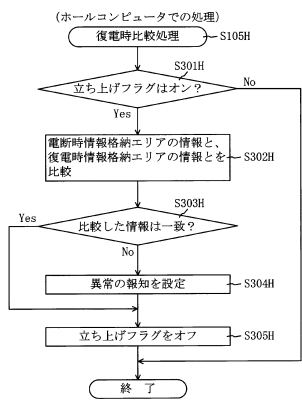 (ホールコンピュータでの処理)
復電時比較処理
S105H
S301H
立ち上げフラグはオン?
No
Yes
電断時情報格納エリアの情報と、
復電時情報格納エリアの情報とを
比較
S302H
S303H
Yes
比較した情報は一致?
No
異常の報知を設定
S304H
立ち上げフラグをオフ
S305H
終 了